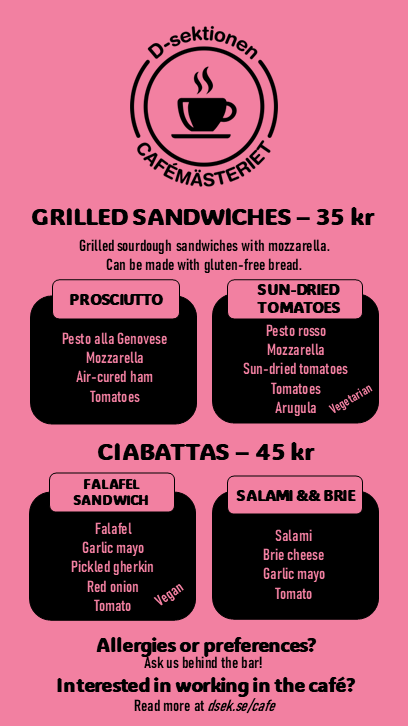 D-sektionen
CAFÉMÄSTERIET
GRILLED SANDWICHES – 35 kr
Grilled sourdough sandwiches with mozzarella.
Can be made with gluten-free bread.
PROSCIUTTO
Pesto alla Genovese
Mozzarella
Air-cured ham
Tomatoes
SUN-DRIED
TOMATOES
Pesto rosso
Mozzarella
Sun-dried tomatoes
Tomatoes
Arugula
Vegetarian
CIABATTAS – 45 kr
FALAFEL
SANDWICH
Falafel
Garlic mayo
Pickled gherkin
Red onion
Tomato
Vegan
SALAMI && BRIE
Salami
Brie cheese
Garlic mayo
Tomato
Allergies or preferences?
Ask us behind the bar!
Interested in working in the café?
Read more at dsek.se/cafe